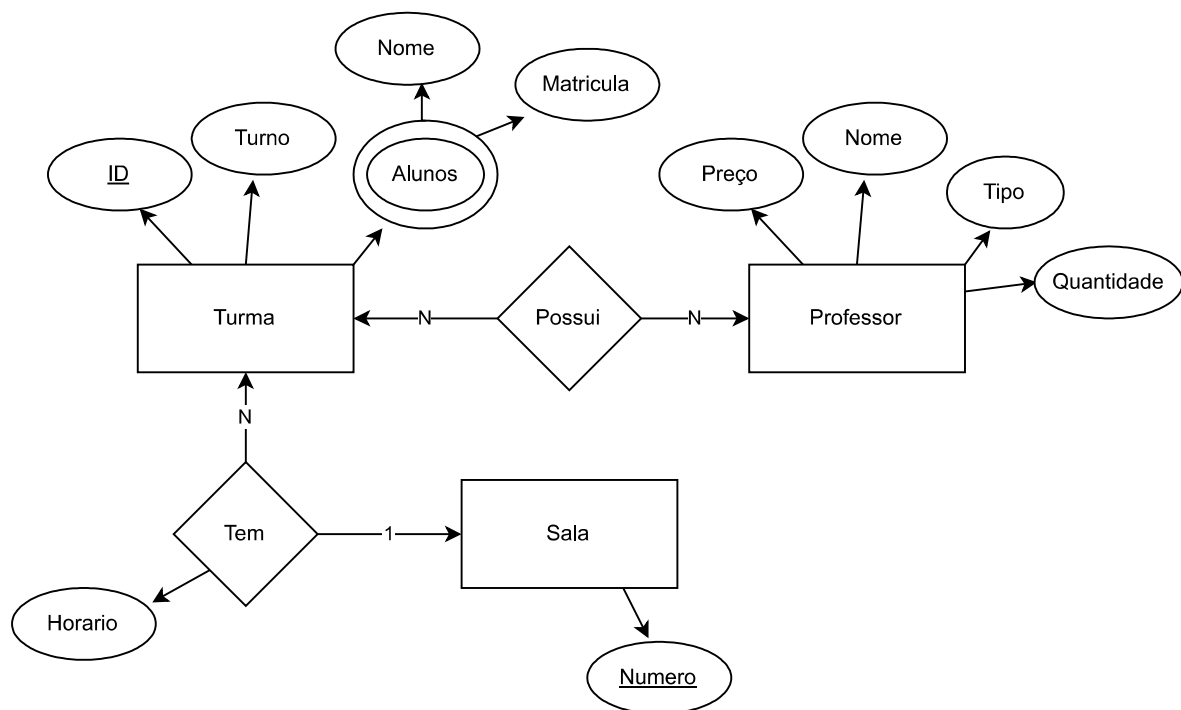 Nome
Matricula
Turno
ID
Alunos
Nome
Preço
Tipo
Quantidade
Turma
N
Possui
N
Professor
N
Tem
1
Sala
Horario
Numero